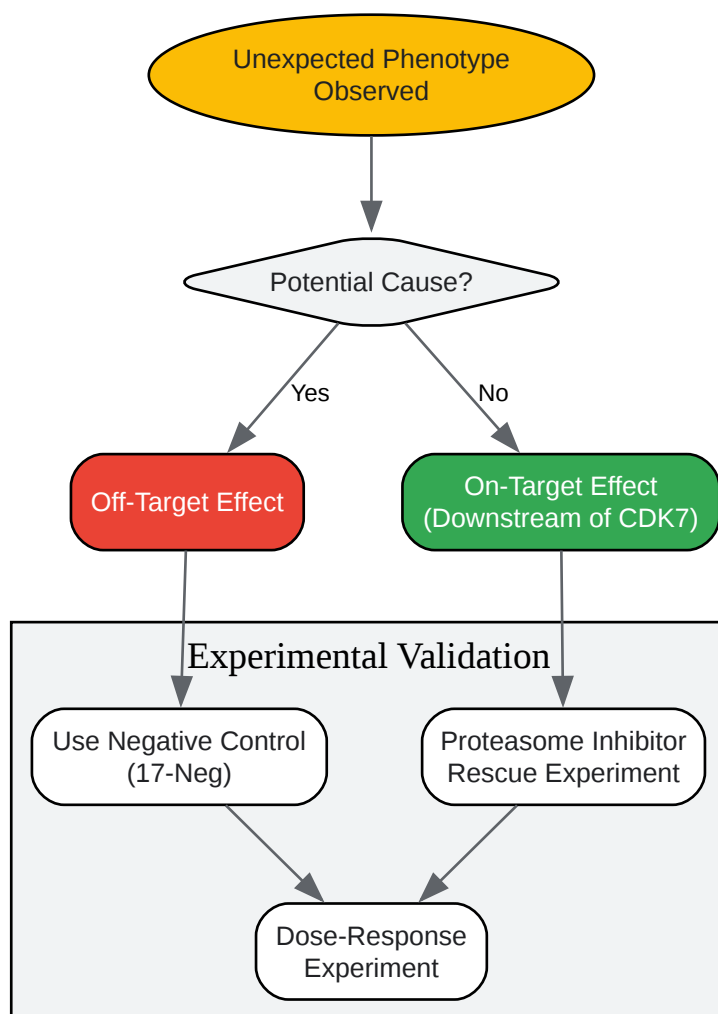 Unexpected Phenotype
Observed
Potential Cause?
Yes
No
Off-Target Effect
On-Target Effect
(Downstream of CDK7)
Experimental Validation
Use Negative Control
(17-Neg)
Proteasome Inhibitor
Rescue Experiment
Dose-Response
Experiment